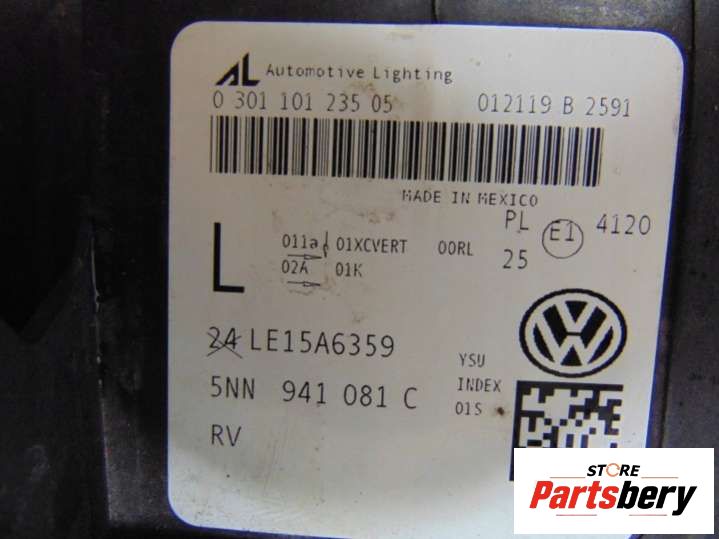 AL Automotive Lighting
0 301 101 235 05 012119 B 2591
MADE IN MEXICO
PL E1 4120
25
L 011a 01XCVERT 00RL
02A 01K
24 LE15A6359
YSU
5NN 941 081 C INDEX
01S
RV
STORE
Partsbery